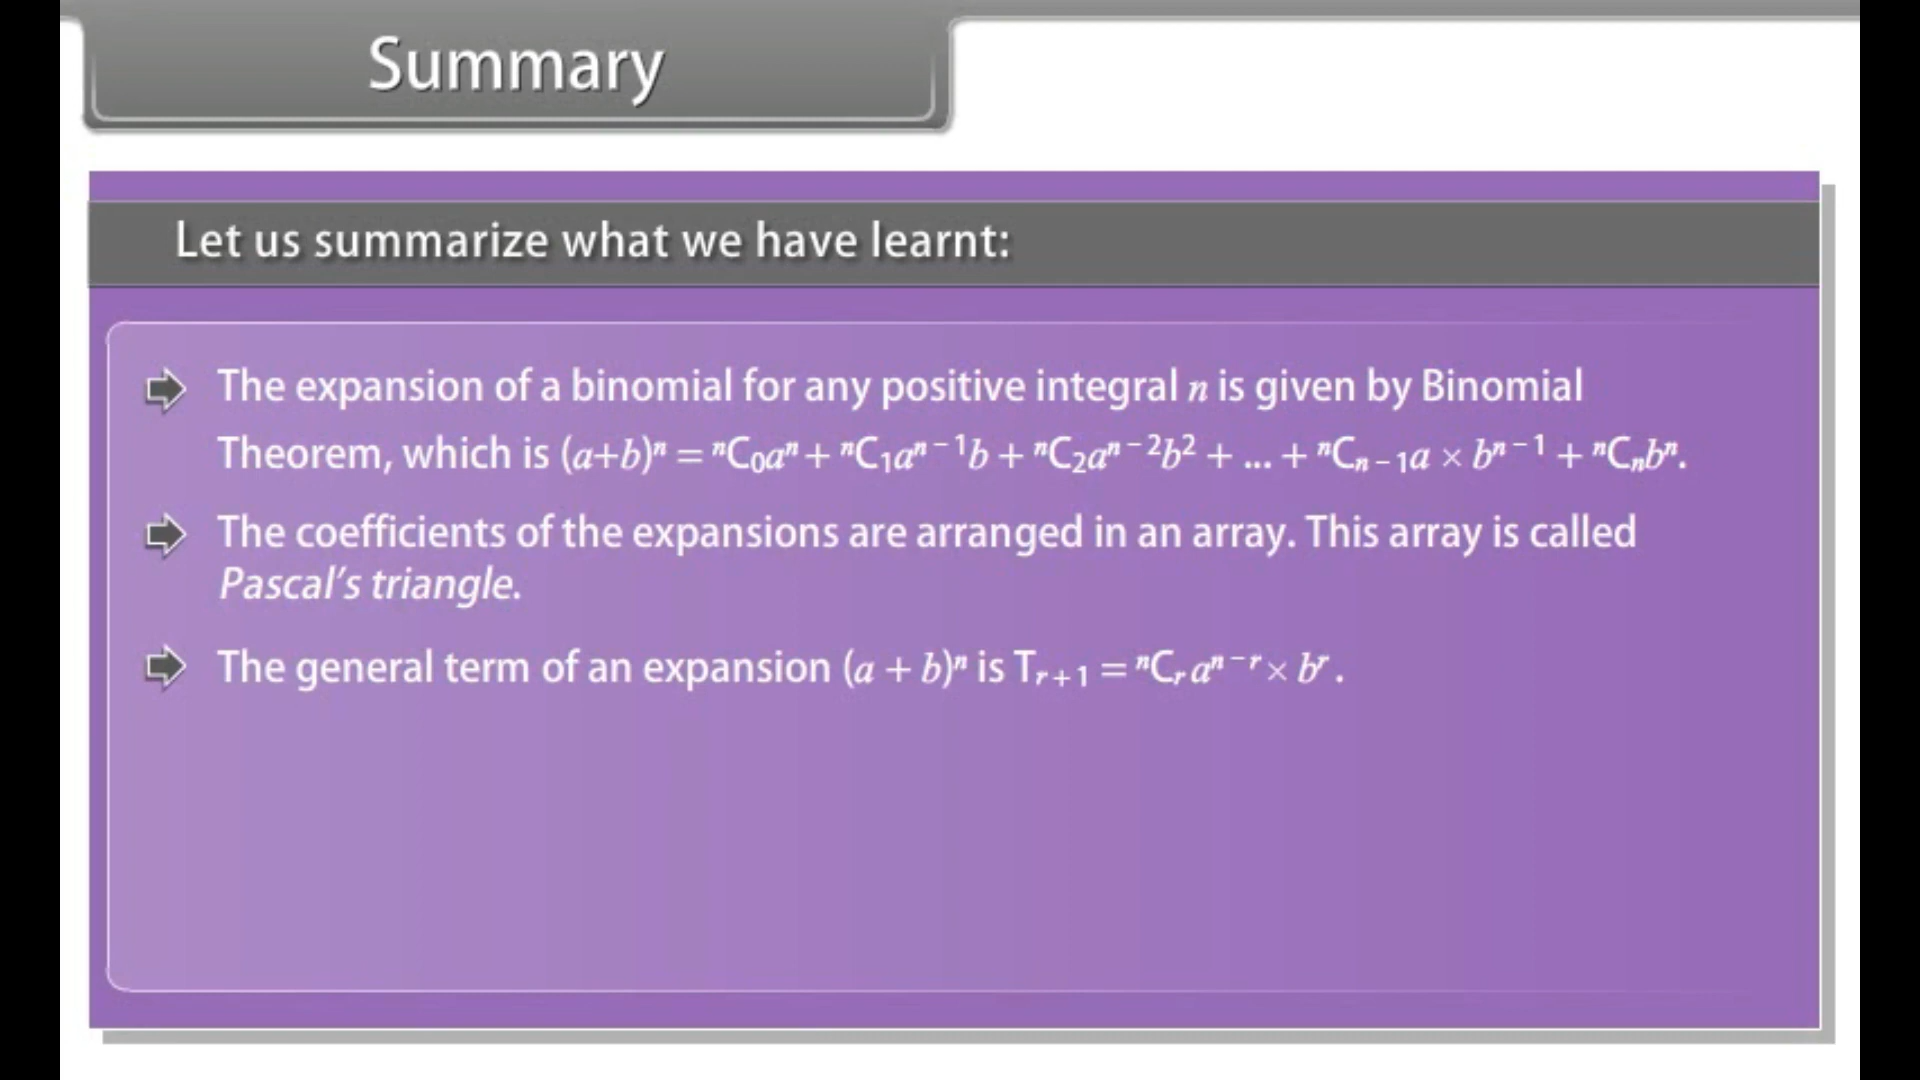 Summary
Let us summarize what we have learnt:
The expansion of a binomial for any positive integral n is given by Binomial
Theorem, which is (a+b)ⁿ = ⁿC₀aⁿ + ⁿC₁aⁿ⁻¹b + ⁿC₂aⁿ⁻²b² + ... + ⁿCₙ₋₁a × bⁿ⁻¹ + ⁿCₙbⁿ.
The coefficients of the expansions are arranged in an array. This array is called
Pascal's triangle.
The general term of an expansion (a + b)ⁿ is Tᵣ₊₁ = ⁿCᵣ aⁿ⁻ʳ × bʳ.